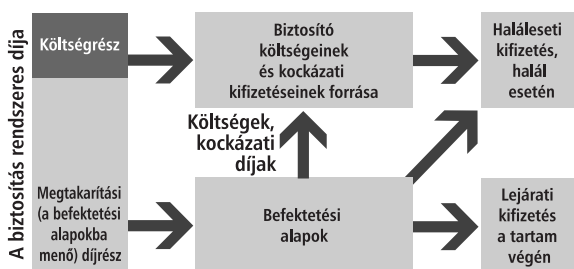 A biztosítás rendszeres díja
Költségrész
Biztosító
költségeinek
és kockázati
kifizetéseinek forrása
Haláleseti
kifizetés,
halál
esetén
Költségek,
kockázati
díjak
Megtakarítási
(a befektetési
alapokba
menő) díjrész
Befektetési
alapok
Lejárati
kifizetés
a tartam
végén